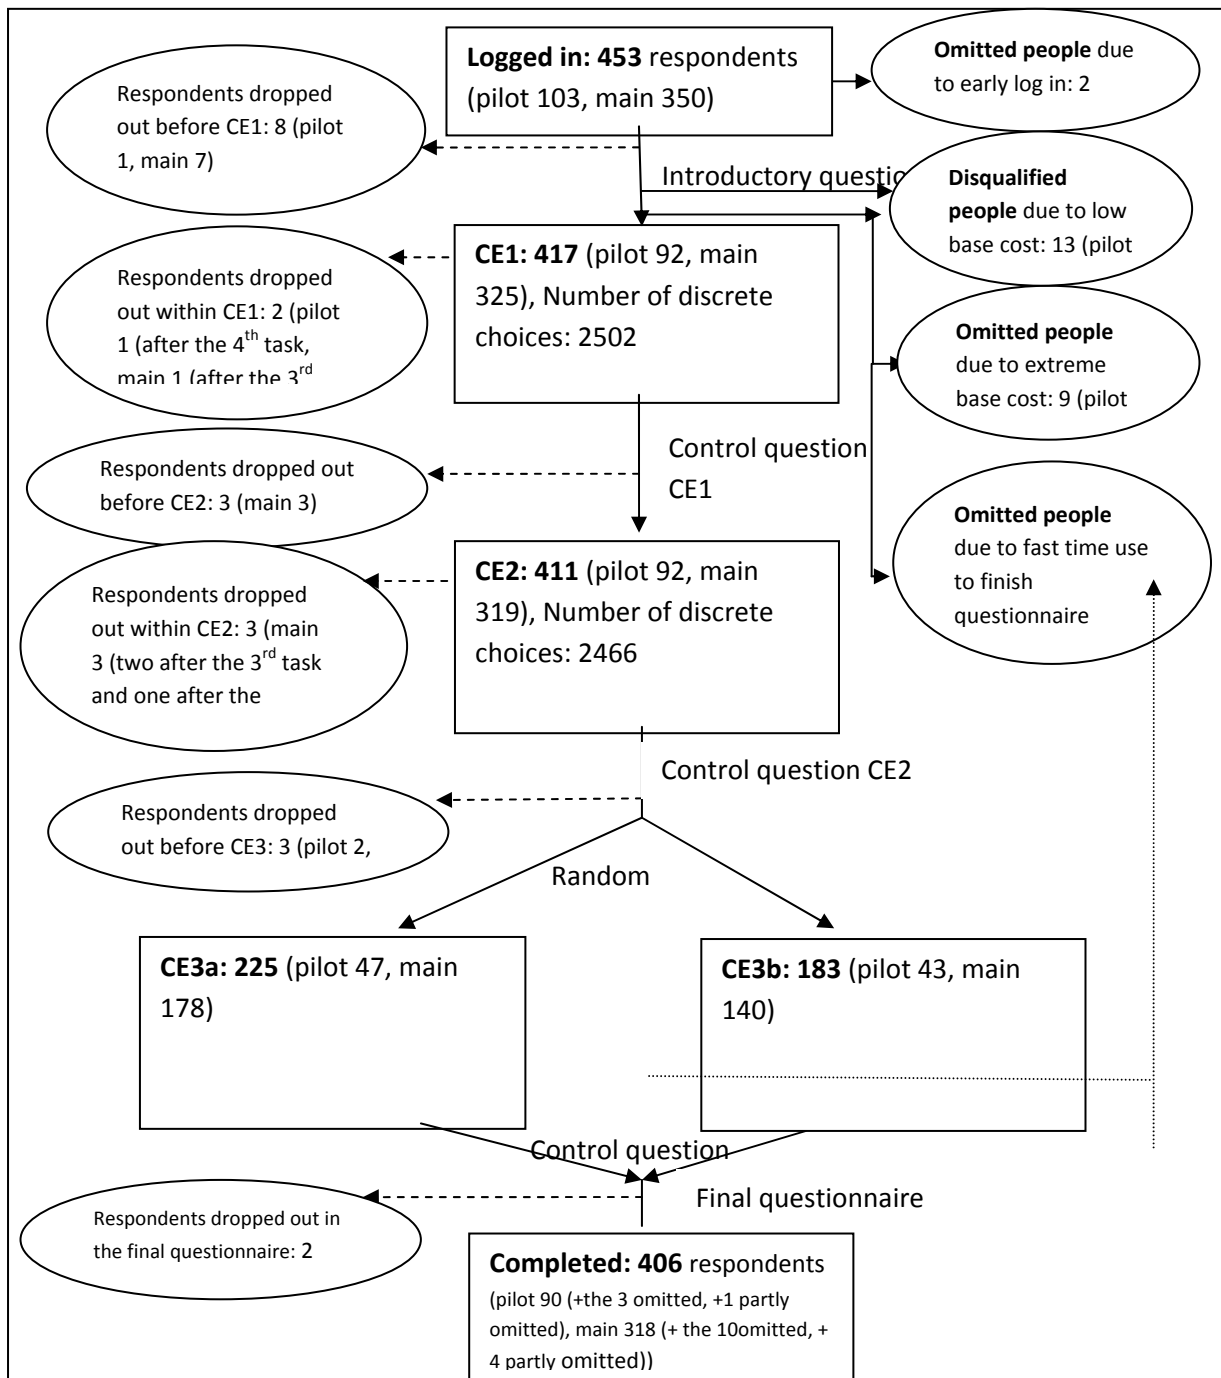 Logged in: 453 respondents
(pilot 103, main 350)
Omitted people due
to early log in: 2
Respondents dropped
out before CE1: 8 (pilot
1, main 7)
Introductory questio
Disqualified
people due to low
base cost: 13 (pilot
CE1: 417 (pilot 92, main
325), Number of discrete
choices: 2502
Respondents dropped
out within CE1: 2 (pilot
1 (after the 4th task,
main 1 (after the 3rd
Omitted people
due to extreme
base cost: 9 (pilot
Control question
CE1
Respondents dropped out
before CE2: 3 (main 3)
Omitted people
due to fast time use
to finish
questionnaire
CE2: 411 (pilot 92, main
319), Number of discrete
choices: 2466
Respondents dropped
out within CE2: 3 (main
3 (two after the 3rd task
and one after the
Control question CE2
Respondents dropped
out before CE3: 3 (pilot 2,
Random
CE3a: 225 (pilot 47, main
178)
CE3b: 183 (pilot 43, main
140)
Control question
Final questionnaire
Respondents dropped out in
the final questionnaire: 2
Completed: 406 respondents
(pilot 90 (+the 3 omitted, +1 partly
omitted), main 318 (+ the 10omitted, +
4 partly omitted))